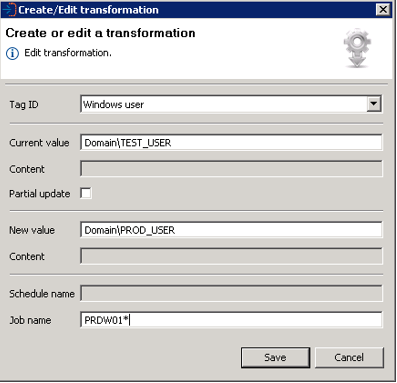 Create/Edit transformation
Create or edit a transformation
Edit transformation.
Tag ID Windows user
Current value Domain\TEST_USER
Content
Partial update
New value Domain\PROD_USER
Content
Schedule name
Job name PRDW01*
Save Cancel